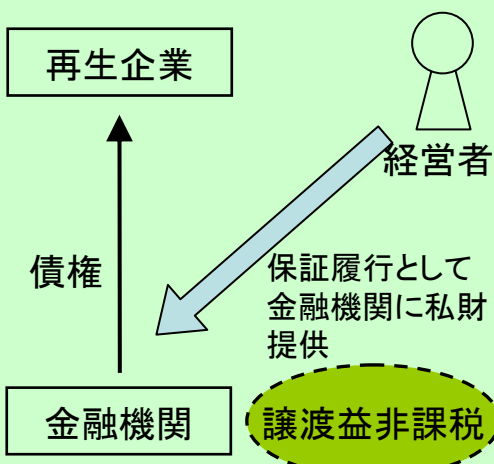 再生企業
経営者
債権
保証履行として
金融機関に私財
提供
金融機関
譲渡益非課税